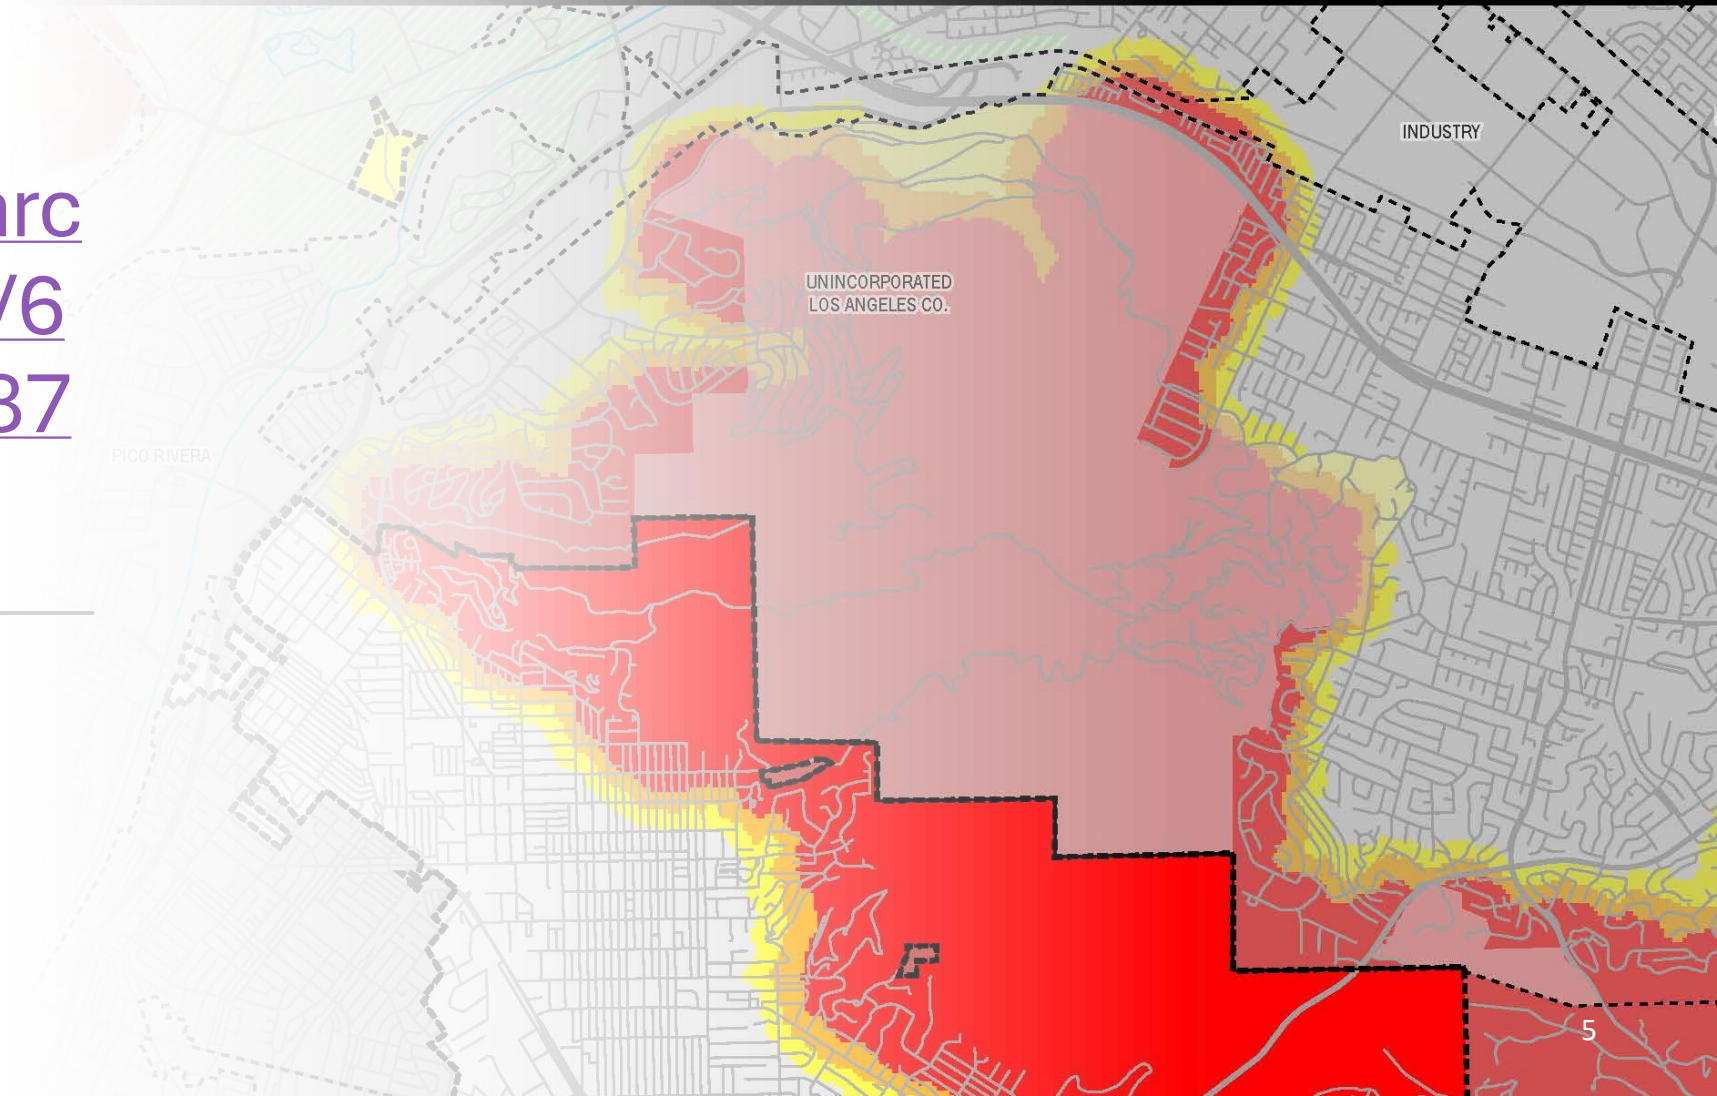 rc
/6
37
INDUSTRY
UNINCORPORATED
LOS ANGELES CO.
PICO RIVERA
5